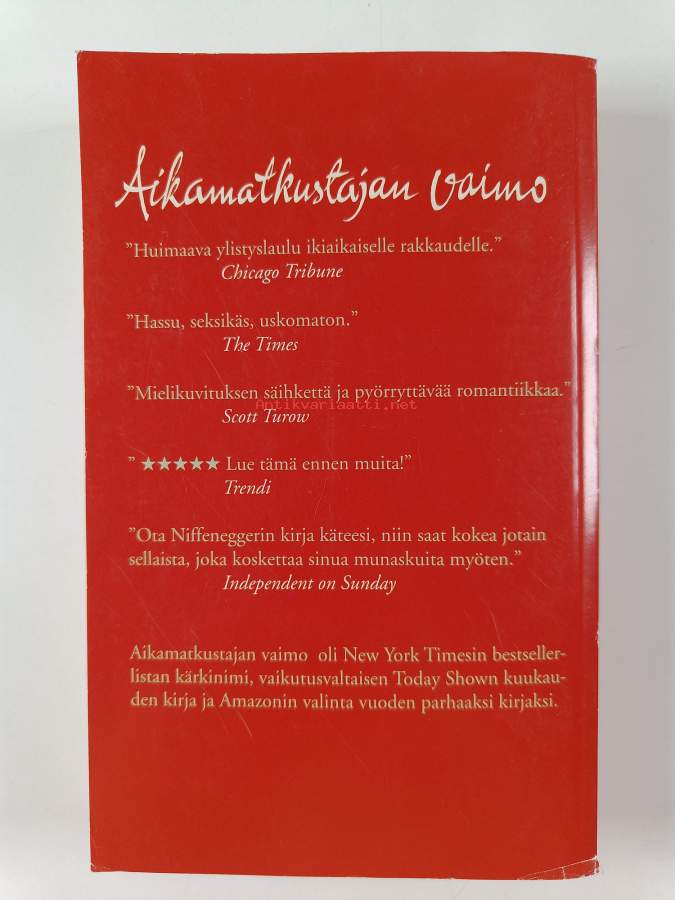 Aikamatkustajan vaimo
”Huimaava ylistyslaulu ikiaikaiselle rakkaudelle.”
Chicago Tribune
”Hassu, seksikäs, uskomaton.”
The Times
”Mielikuvituksen säihkettä ja pyörryttävää romantiikkaa.”
Antikvariaatti.net
Scott Turow
” ★★★★★ Lue tämä ennen muita!”
Trendi
”Ota Niffeneggerin kirja käteesi, niin saat kokea jotain
sellaista, joka koskettaa sinua munaskuita myöten.”
Independent on Sunday
Aikamatkustajan vaimo oli New York Timesin bestseller-
listan kärkinimi, vaikutusvaltaisen Today Shown kuukau-
den kirja ja Amazonin valinta vuoden parhaaksi kirjaksi.